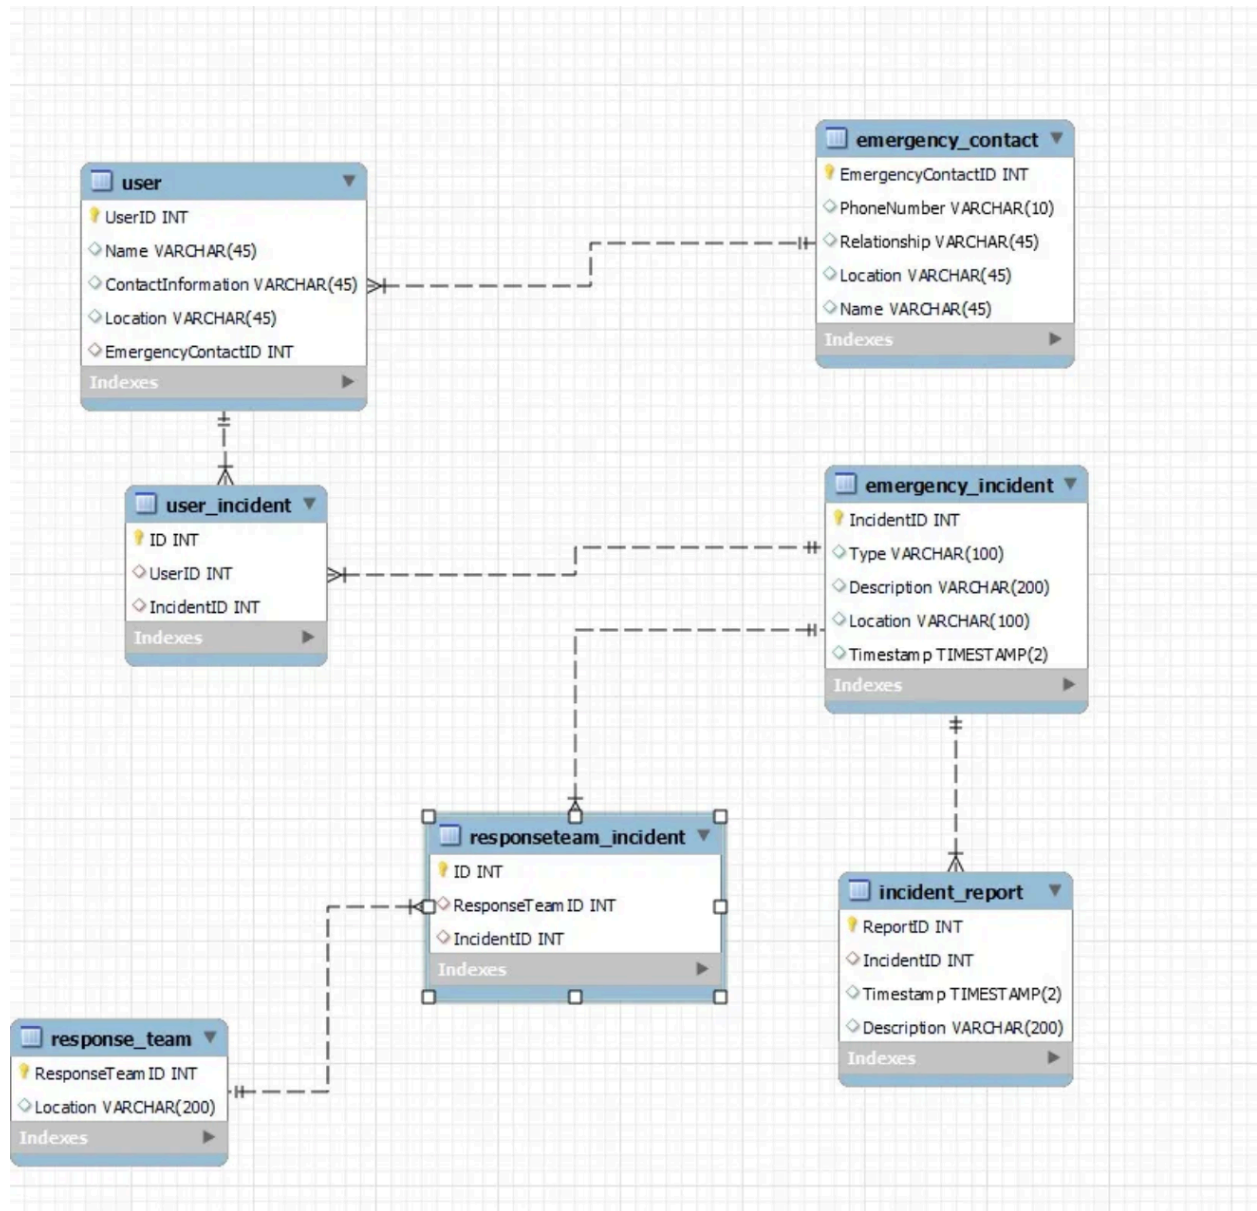 user
UserID INT
Name VARCHAR(45)
ContactInformation VARCHAR(45)
Location VARCHAR(45)
EmergencyContactID INT
Indexes
emergency_contact
EmergencyContactID INT
PhoneNumber VARCHAR(10)
Relationship VARCHAR(45)
Location VARCHAR(45)
Name VARCHAR(45)
Indexes
user_incident
ID INT
UserID INT
IncidentID INT
Indexes
emergency_incident
IncidentID INT
Type VARCHAR(100)
Description VARCHAR(200)
Location VARCHAR(100)
Timestamp TIMESTAMP(2)
Indexes
responseteam_incident
ID INT
ResponseTeamID INT
IncidentID INT
Indexes
incident_report
ReportID INT
IncidentID INT
Timestamp TIMESTAMP(2)
Description VARCHAR(200)
Indexes
response_team
ResponseTeamID INT
Location VARCHAR(200)
Indexes